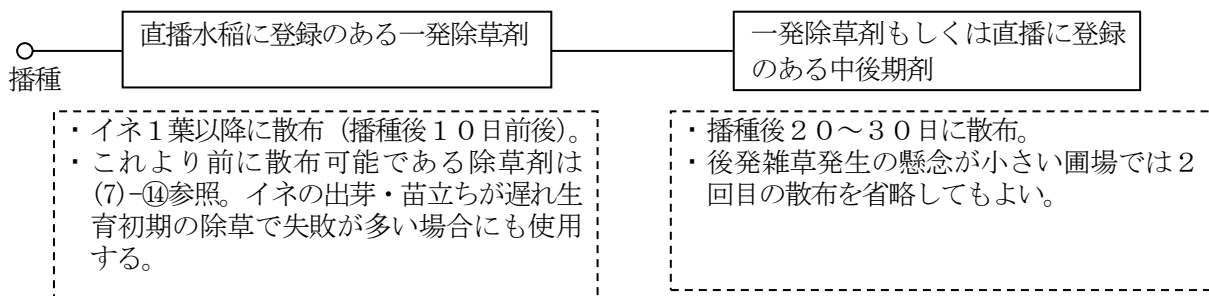 直播水稲に登録のある一発除草剤
一発除草剤もしくは直播に登録
のある中後期剤
播種
・イネ１葉以降に散布（播種後１０日前後）。
・これより前に散布可能である除草剤は
(7)-⑭参照。イネの出芽・苗立ちが遅れ生
育初期の除草で失敗が多い場合にも使用
する。
・播種後２０～３０日に散布。
・後発雑草発生の懸念が小さい圃場では２
回目の散布を省略してもよい。